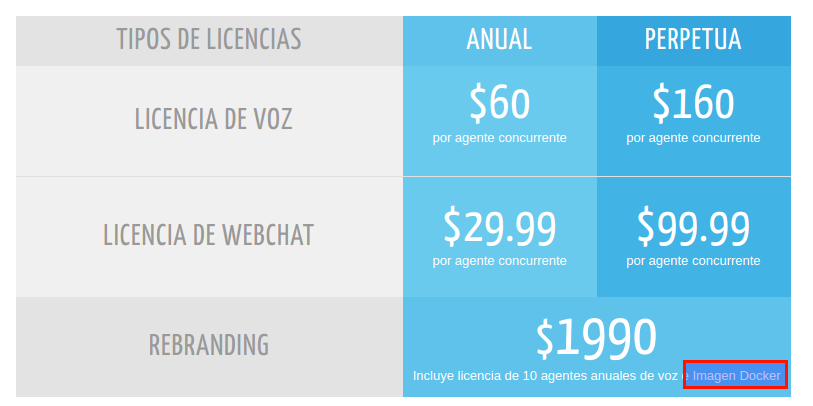 TIPOS DE LICENCIAS ANUAL PERPETUA
LICENCIA DE VOZ $60 $160
por agente concurrente por agente concurrente
LICENCIA DE WEBCHAT $29.99 $99.99
por agente concurrente por agente concurrente
REBRANDING $1990
Incluye licencia de 10 agentes anuales de voz e Imagen Docker